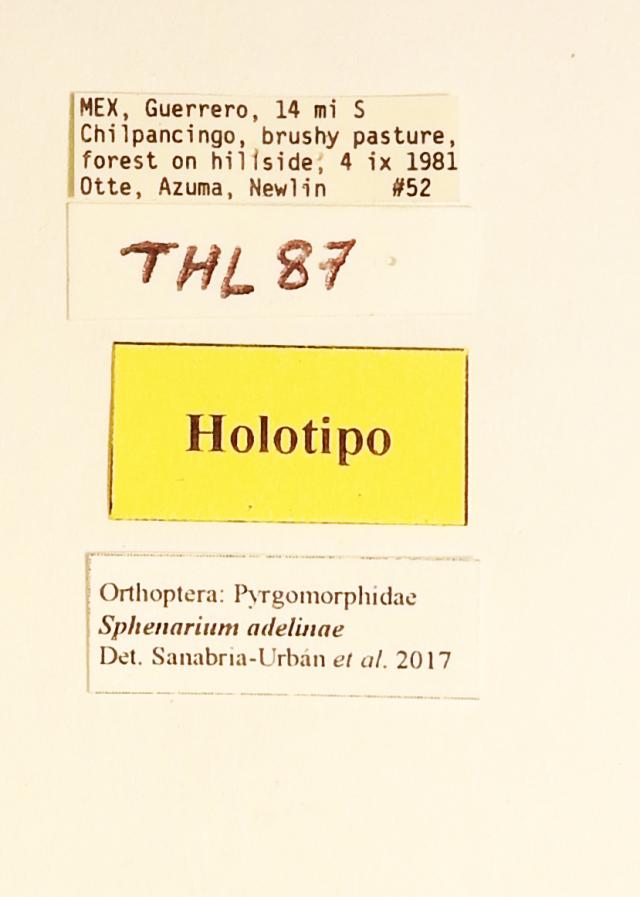 MEX, Guerrero, 14 mi S
Chilpancingo, brushy pasture,
forest on hillside, 4 ix 1981
Otte, Azuma, Newlin #52
THL 87
Holotipo
Orthoptera: Pyrgomorphidae
Sphenarium adelinae
Det. Sanabria-Urbán et al. 2017